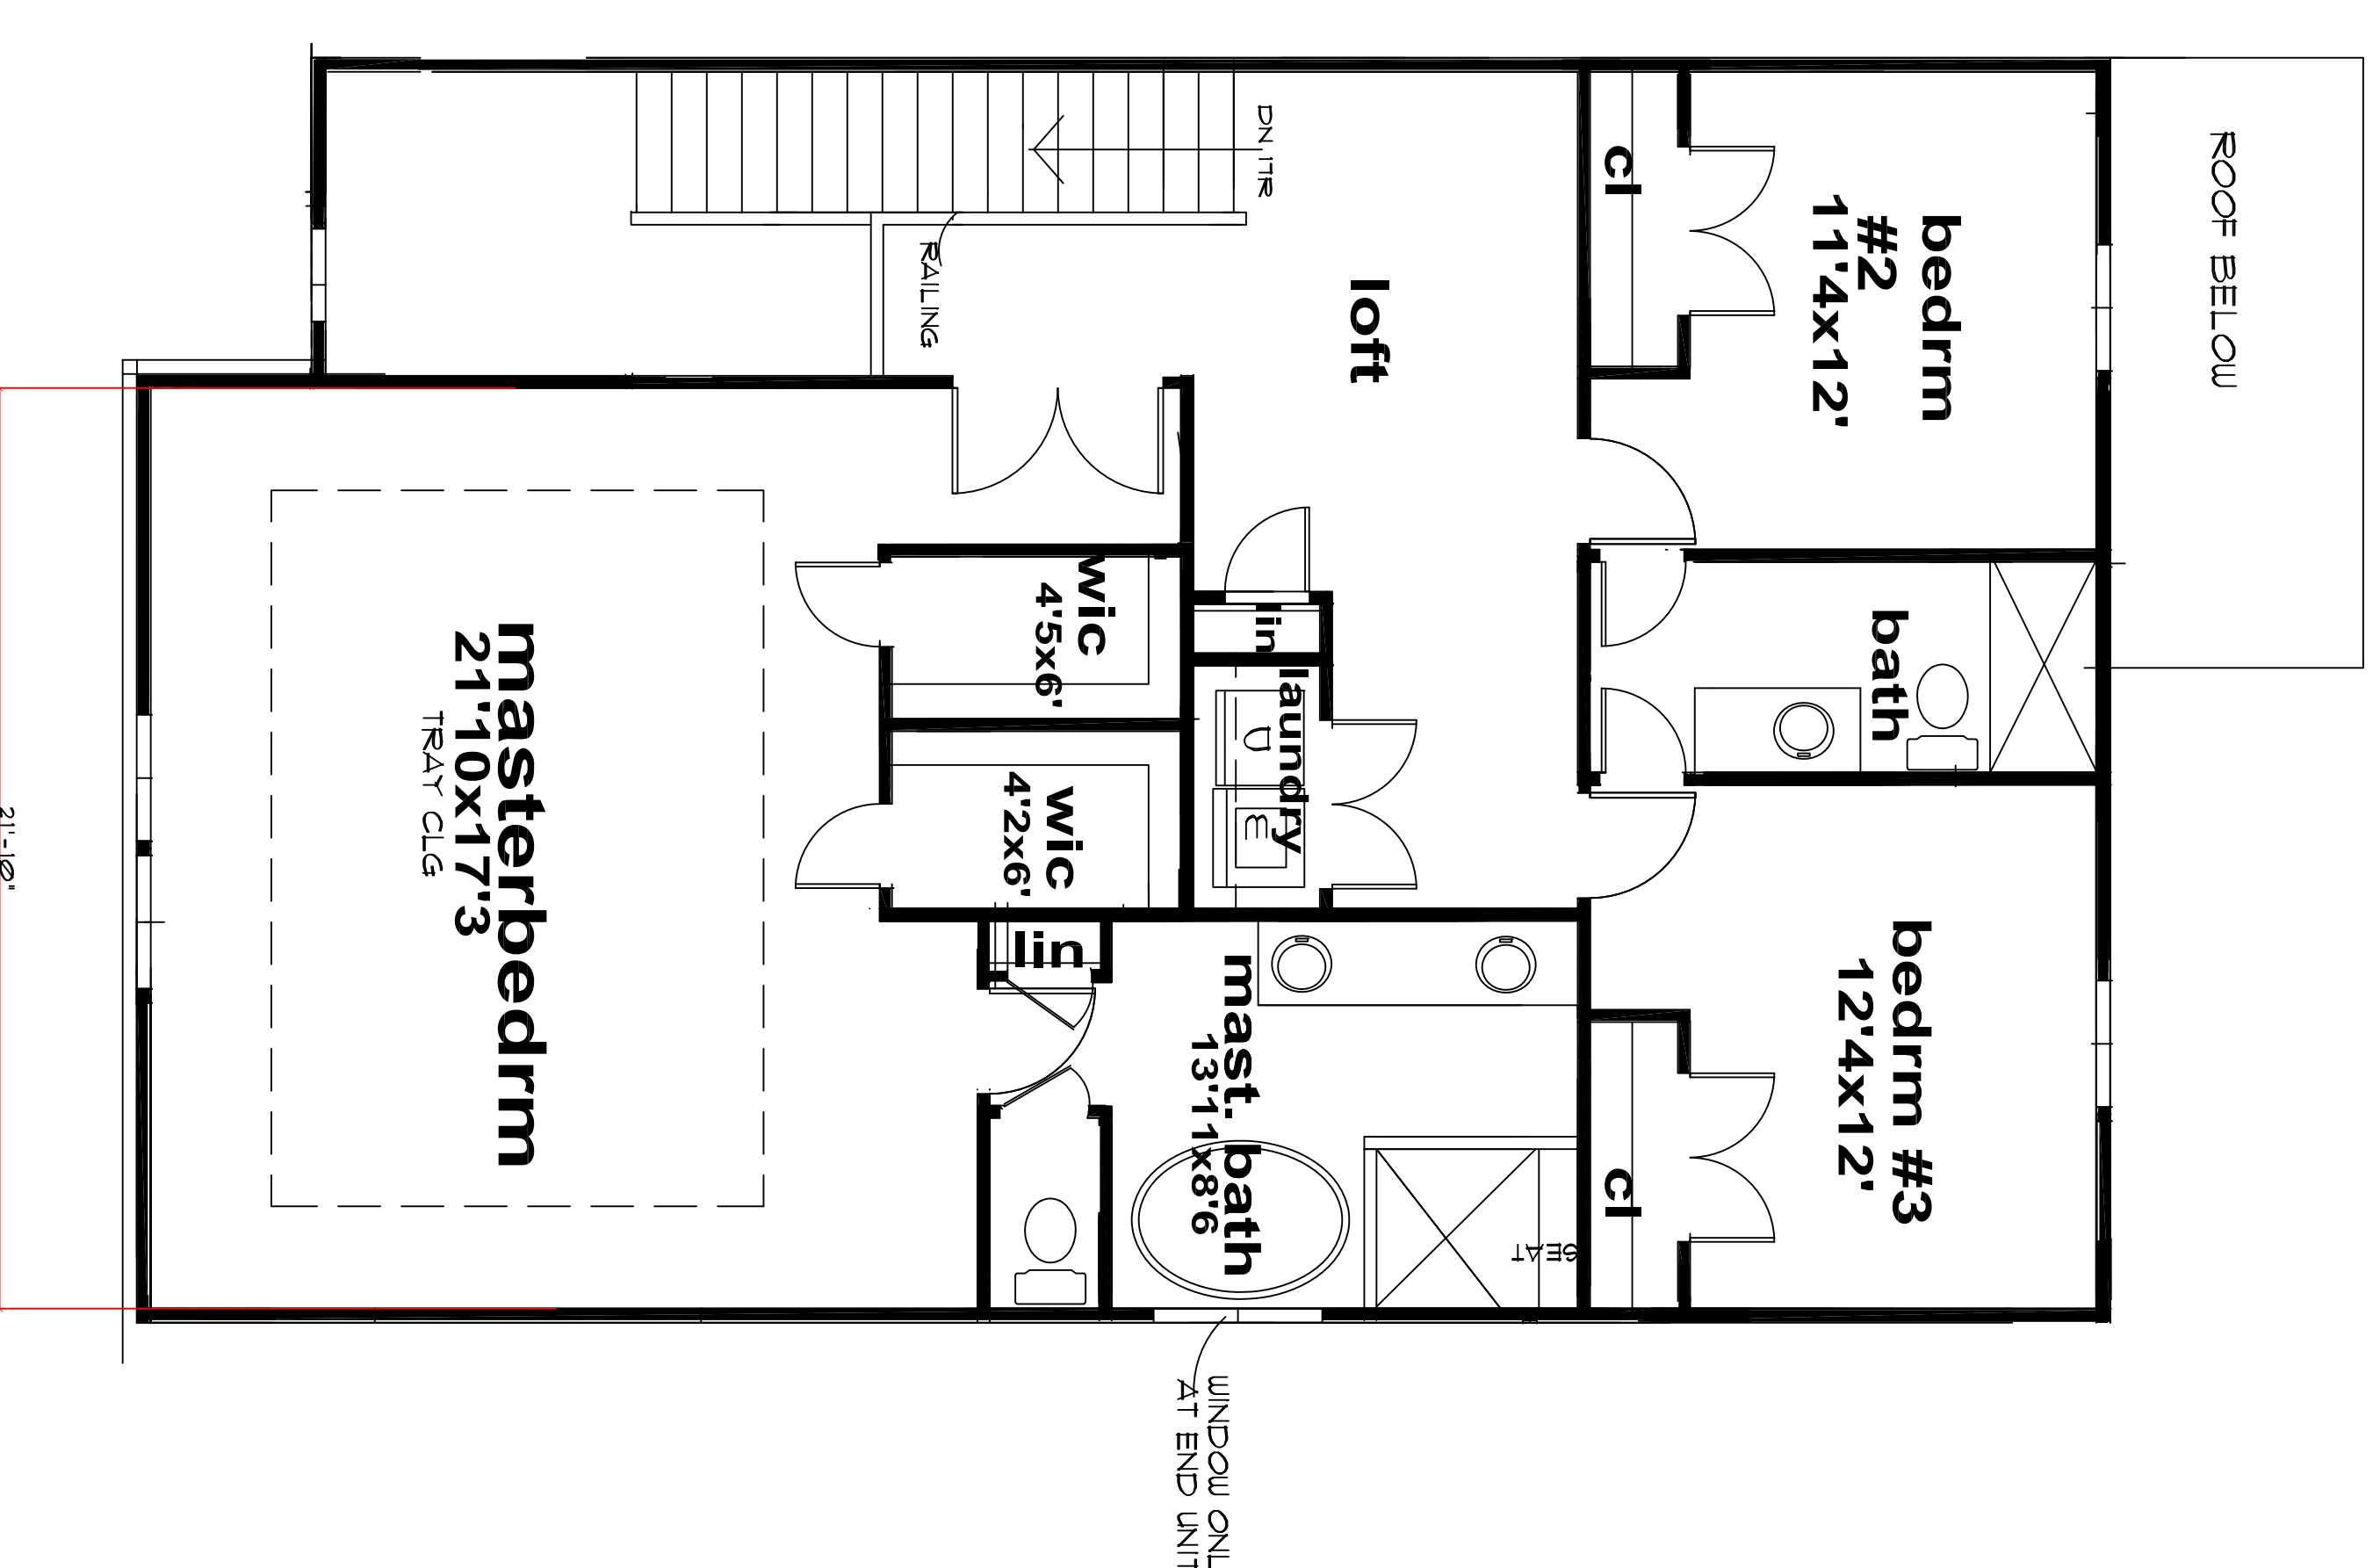 ROOF BELOW
bedrm
#2
11'4x12'
cl
bath
bedrm #3
12'4x12'
cl
SEAT
loft
DN. 17R
lin
laundry
D
W
mast. bath
13'11x8'6
WINDOW ONL
AT END UNIT
wic
4'5x6'
wic
4'2x6'
lin
RAILING
masterbedrm
21'10x17'3
TRAY CLG
21'-10"